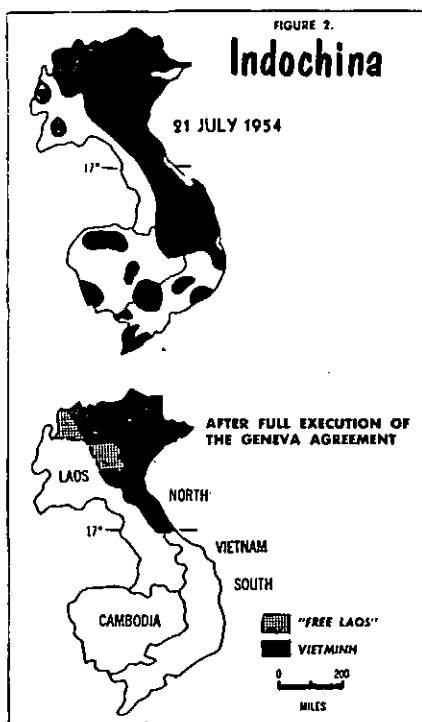 FIGURE 2.
Indochina
21 JULY 1954
17°
AFTER FULL EXECUTION OF
THE GENEVA AGREEMENT
LAOS
NORTH
17°
VIETNAM
SOUTH
CAMBODIA
"FREE LAOS"
VIETMINH
0 200
MILES